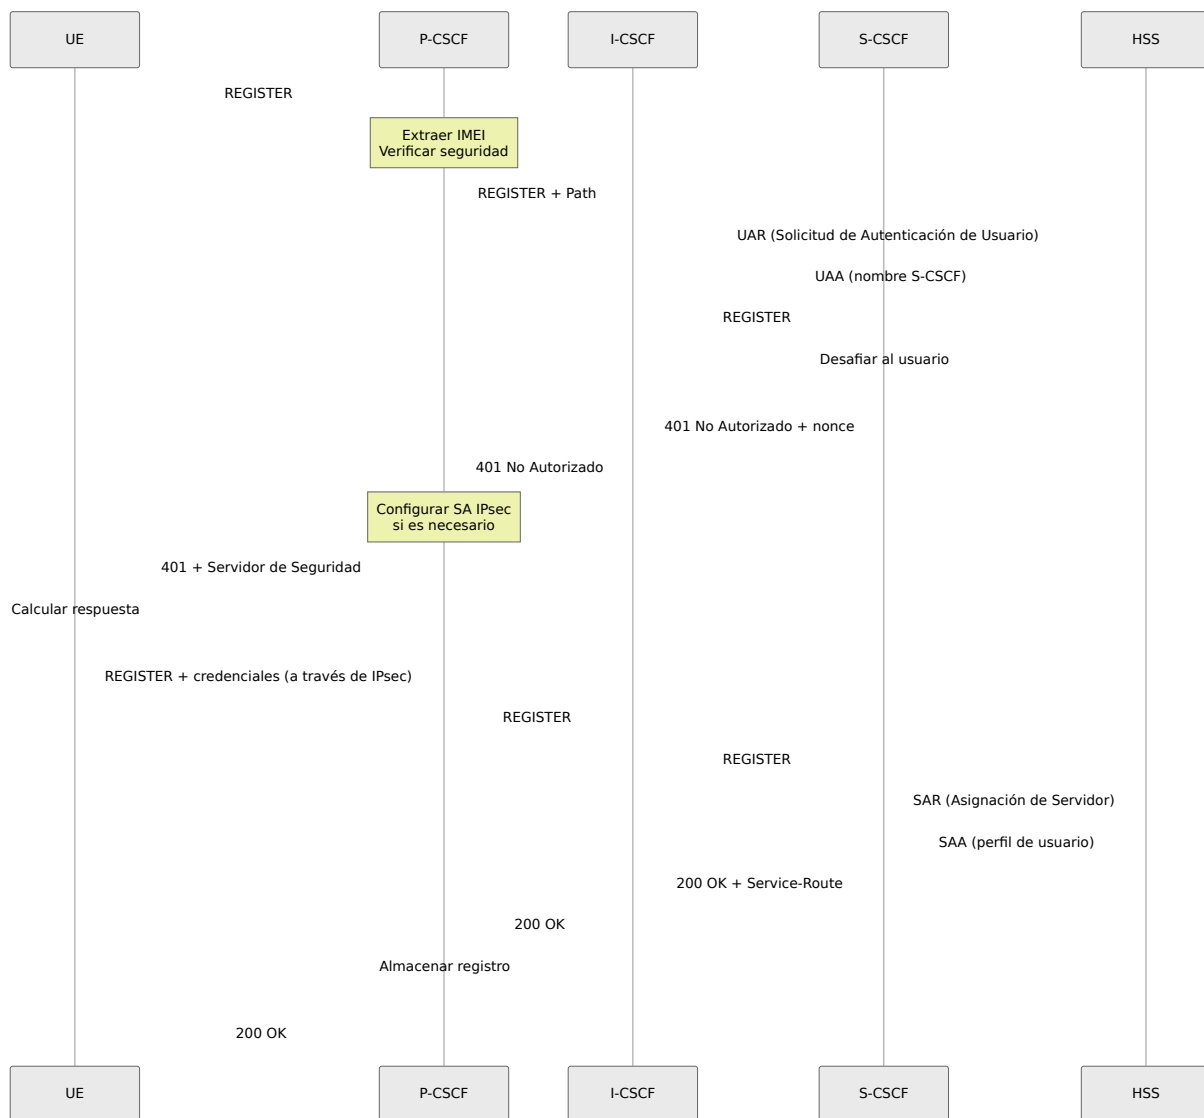 UE
P-CSCF
I-CSCF
S-CSCF
HSS
REGISTER
Extraer IMEI
Verificar seguridad
REGISTER + Path
UAR (Solicitud de Autenticación de Usuario)
UAA (nombre S-CSCF)
REGISTER
Desafiar al usuario
401 No Autorizado + nonce
401 No Autorizado
Configurar SA IPsec
si es necesario
401 + Servidor de Seguridad
Calcular respuesta
REGISTER + credenciales (a través de IPsec)
REGISTER
REGISTER
SAR (Asignación de Servidor)
SAA (perfil de usuario)
200 OK + Service-Route
200 OK
Almacenar registro
200 OK
UE
P-CSCF
I-CSCF
S-CSCF
HSS